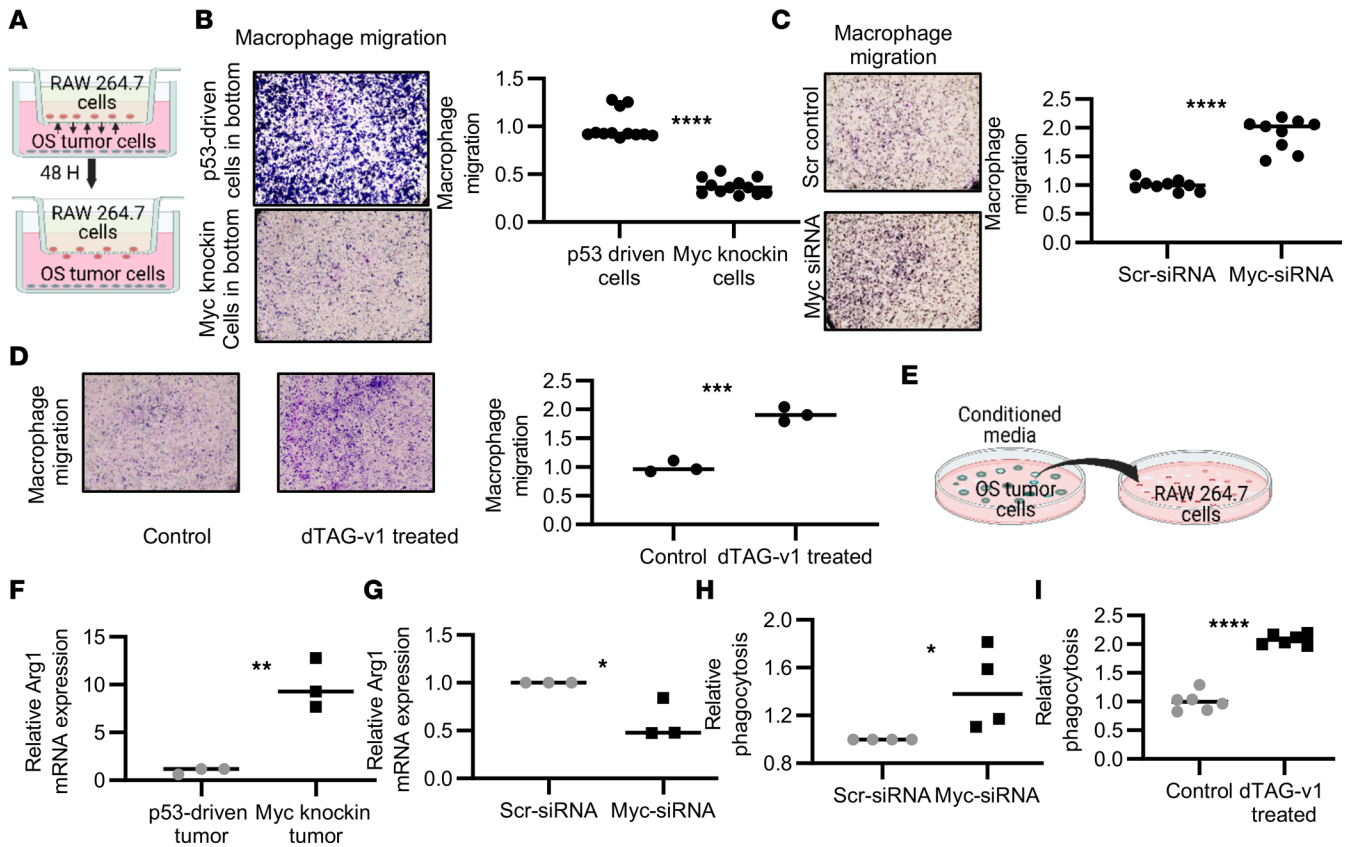 A
RAW 264.7
cells
OS tumor cells
48 H
RAW 264.7
cells
OS tumor cells
B
Macrophage migration
p53-driven
cells in bottom
Myc knockin
Cells in bottom
Macrophage
migration
1.5
1.0
0.5
0.0
****
p53 driven
cells
Myc knockin
cells
C
Macrophage
migration
Scr control
Myc siRNA
Macrophage
migration
2.5
2.0
1.5
1.0
0.5
0.0
****
Scr-siRNA
Myc-siRNA
D
Macrophage
migration
Control
dTAG-v1 treated
Macrophage
migration
2.5
2.0
1.5
1.0
0.5
0.0
***
Control
dTAG-v1 treated
E
Conditioned
media
OS tumor
cells
RAW 264.7
cells
F
Relative Arg1
mRNA expression
15
10
5
0
**
p53-driven
tumor
Myc knockin
tumor
G
Relative Arg1
mRNA expression
1.5
1.0
0.5
0.0
*
Scr-siRNA
Myc-siRNA
H
Relative
phagocytosis
2.0
1.6
1.2
0.8
*
Scr-siRNA
Myc-siRNA
I
Relative
phagocytosis
2.5
2.0
1.5
1.0
0.5
0.0
****
Control
dTAG-v1
treated